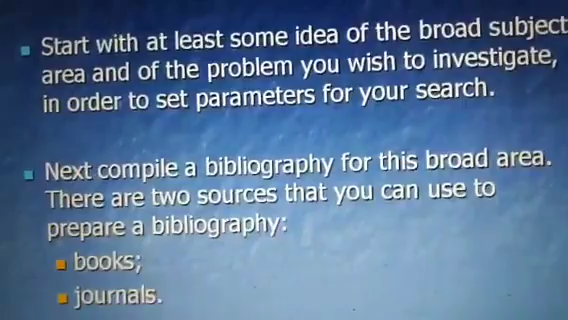 Start with at least some idea of the broad subject
area and of the problem you wish to investigate,
in order to set parameters for your search.
Next compile a bibliography for this broad area.
There are two sources that you can use to
prepare a bibliography:
books;
journals.